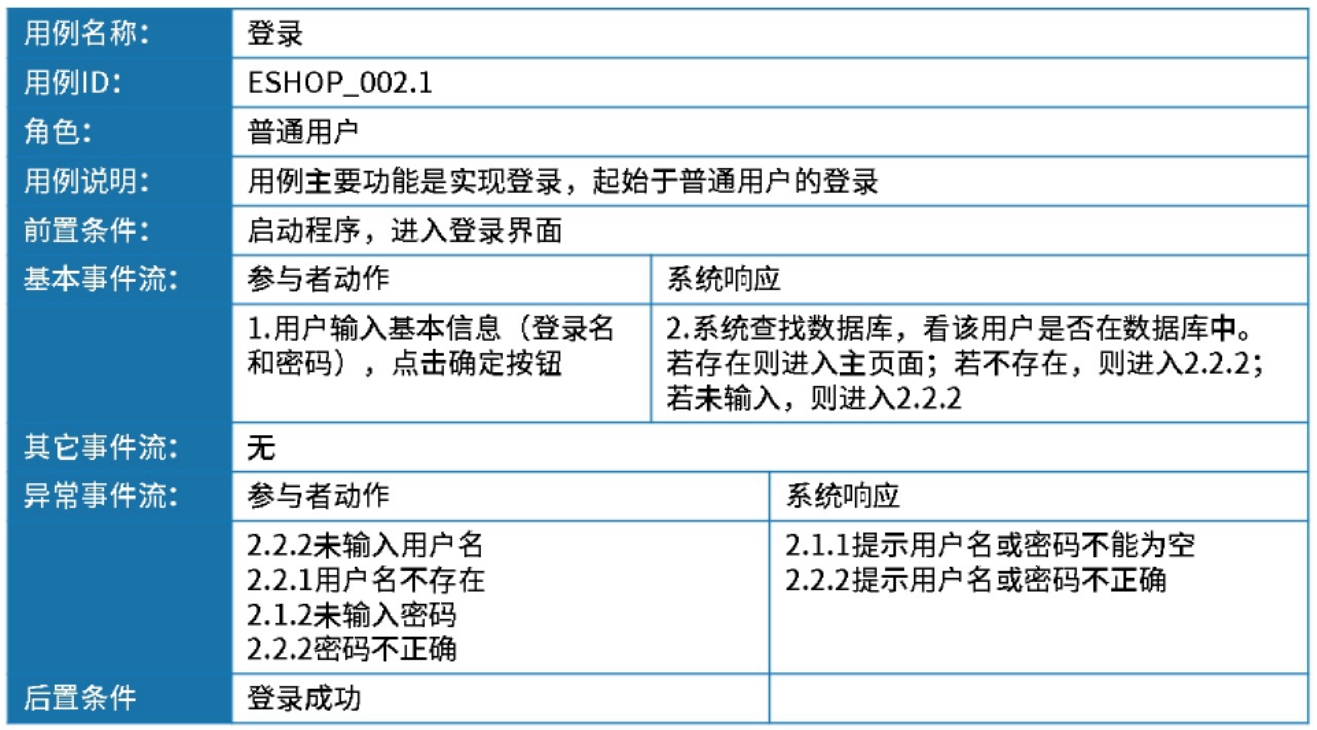 用例名称：
登录
用例ID：
ESHOP_002.1
角色：
普通用户
用例说明：
用例主要功能是实现登录，起始于普通用户的登录
前置条件：
启动程序，进入登录界面
基本事件流：
参与者动作
系统响应
1.用户输入基本信息（登录名
和密码），点击确定按钮
2.系统查找数据库，看该用户是否在数据库中。
若存在则进入主页面；若不存在，则进入2.2.2；
若未输入，则进入2.2.2
其它事件流：
无
异常事件流：
参与者动作
系统响应
2.2.2未输入用户名
2.2.1用户名不存在
2.1.2未输入密码
2.2.2密码不正确
2.1.1提示用户名或密码不能为空
2.2.2提示用户名或密码不正确
后置条件
登录成功